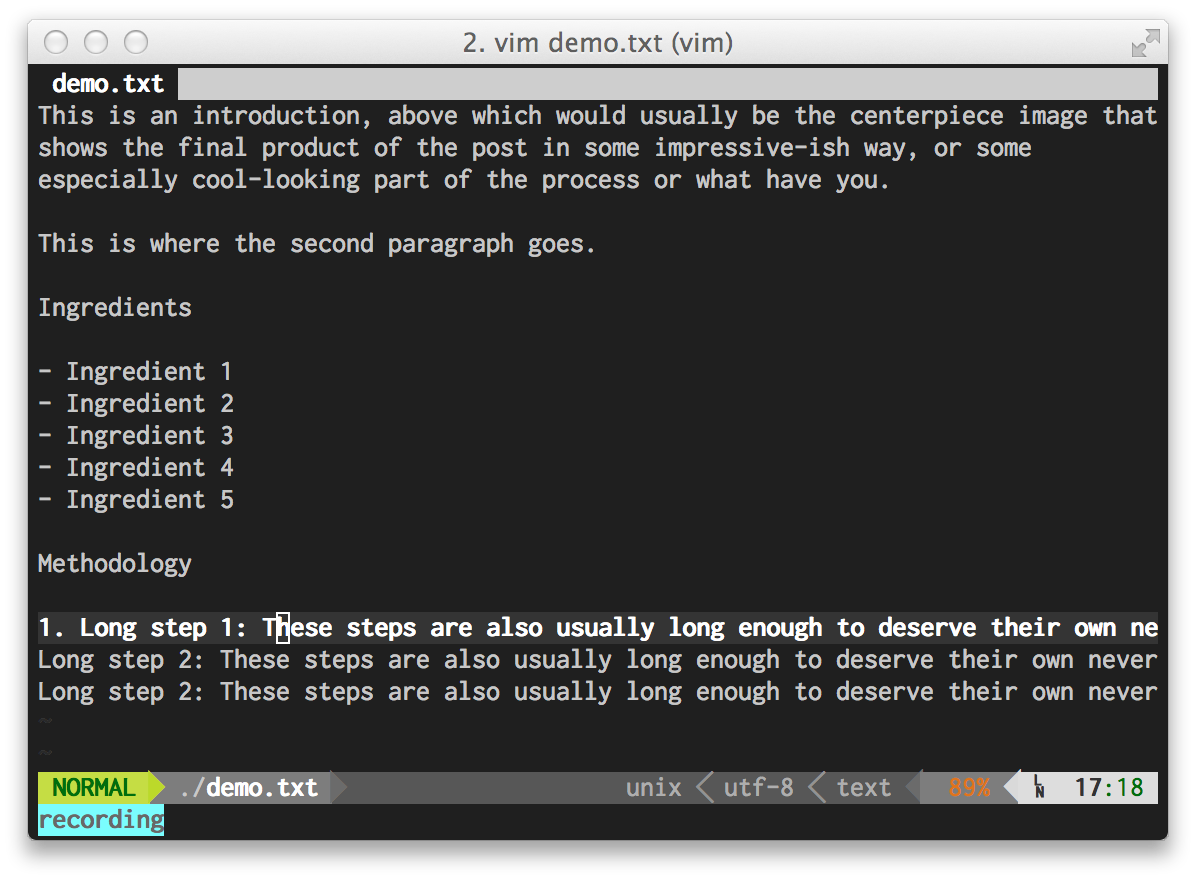 2. vim demo.txt (vim)
demo.txt
This is an introduction, above which would usually be the centerpiece image that
shows the final product of the post in some impressive-ish way, or some
especially cool-looking part of the process or what have you.
This is where the second paragraph goes.
Ingredients
- Ingredient 1
- Ingredient 2
- Ingredient 3
- Ingredient 4
- Ingredient 5
Methodology
1. Long step 1: These steps are also usually long enough to deserve their own ne
Long step 2: These steps are also usually long enough to deserve their own never
Long step 2: These steps are also usually long enough to deserve their own never
~
~
NORMAL ./demo.txt unix utf-8 text 89% LN 17:18
recording